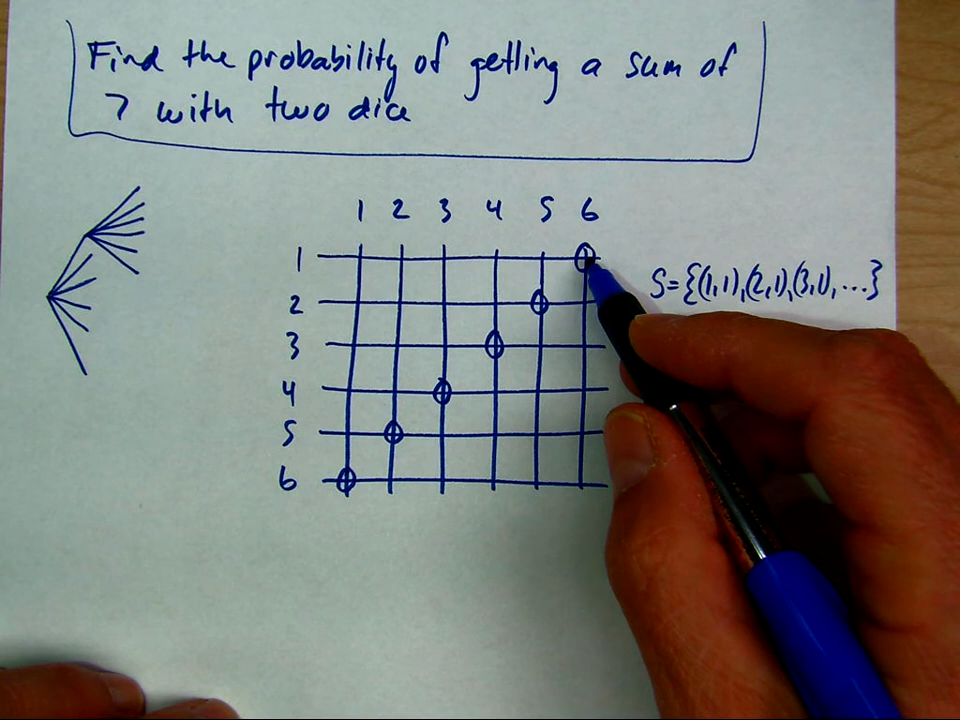 Find the probability of getting a sum of
7 with two dice
1 2 3 4 5 6
1
S={(1,1),(2,1),(3,1),...}
2
3
4
5
6